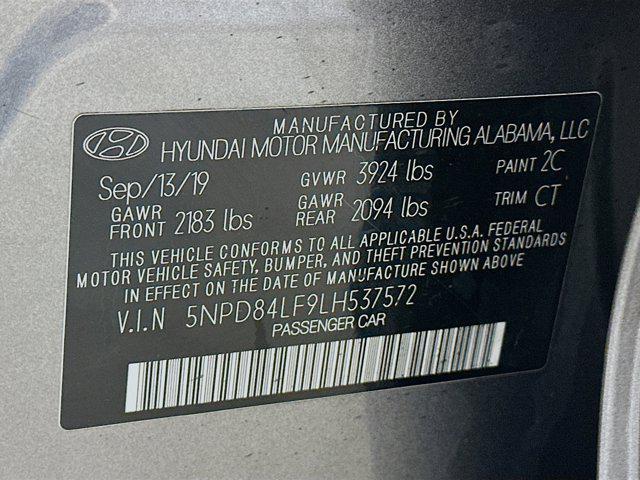 MANUFACTURED BY
HYUNDAI MOTOR MANUFACTURING ALABAMA, LLC
Sep/13/19 GVWR 3924 lbs PAINT 2C
GAWR FRONT 2183 lbs GAWR REAR 2094 lbs TRIM CT
THIS VEHICLE CONFORMS TO ALL APPLICABLE U.S.A. FEDERAL
MOTOR VEHICLE SAFETY, BUMPER, AND THEFT PREVENTION STANDARDS
IN EFFECT ON THE DATE OF MANUFACTURE SHOWN ABOVE
V.I.N 5NPD84LF9LH537572
PASSENGER CAR